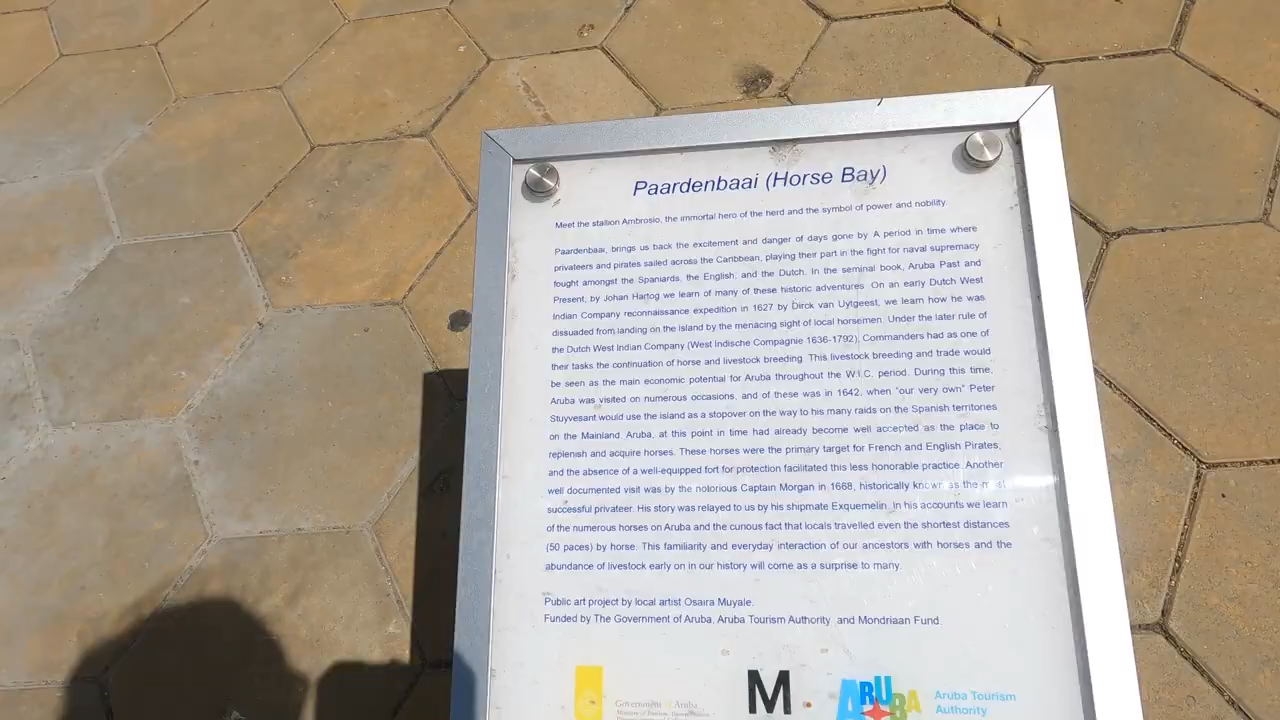 Paardenbaai (Horse Bay)
Meet the stallion Ambrosio, the immortal hero of the herd and the symbol of power and nobility.
Paardenbaai, brings us back the excitement and danger of days gone by. A period in time where
privateers and pirates sailed across the Caribbean, playing their part in the fight for naval supremacy
fought amongst the Spaniards, the English, and the Dutch. In the seminal book, Aruba Past and
Present, by Johan Hartog we learn of many of these historic adventures. On an early Dutch West
Indian Company reconnaissance expedition in 1627 by Dirck van Uytgeest, we learn how he was
dissuaded from landing on the island by the menacing sight of local horsemen. Under the later rule of
the Dutch West Indian Company (West Indische Compagnie 1636-1792), Commanders had as one of
their tasks the continuation of horse and livestock breeding. This livestock breeding and trade would
be seen as the main economic potential for Aruba throughout the W.I.C. period. During this time,
Aruba was visited on numerous occasions, and of these was in 1642, when "our very own" Peter
Stuyvesant would use the island as a stopover on the way to his many raids on the Spanish territories
on the Mainland. Aruba, at this point in time had already become well accepted as the place to
replenish and acquire horses. These horses were the primary target for French and English Pirates,
and the absence of a well-equipped fort for protection facilitated this less honorable practice. Another
well documented visit was by the notorious Captain Morgan in 1668, historically known as the most
successful privateer. His story was relayed to us by his shipmate Exquemelin. In his accounts we learn
of the numerous horses on Aruba and the curious fact that locals travelled even the shortest distances
(50 paces) by horse. This familiarity and everyday interaction of our ancestors with horses and the
abundance of livestock early on in our history will come as a surprise to many.
Public art project by local artist Osaira Muyale.
Funded by The Government of Aruba, Aruba Tourism Authority and Mondriaan Fund.
Government of Aruba
M
ARUBA
Aruba Tourism
Authority